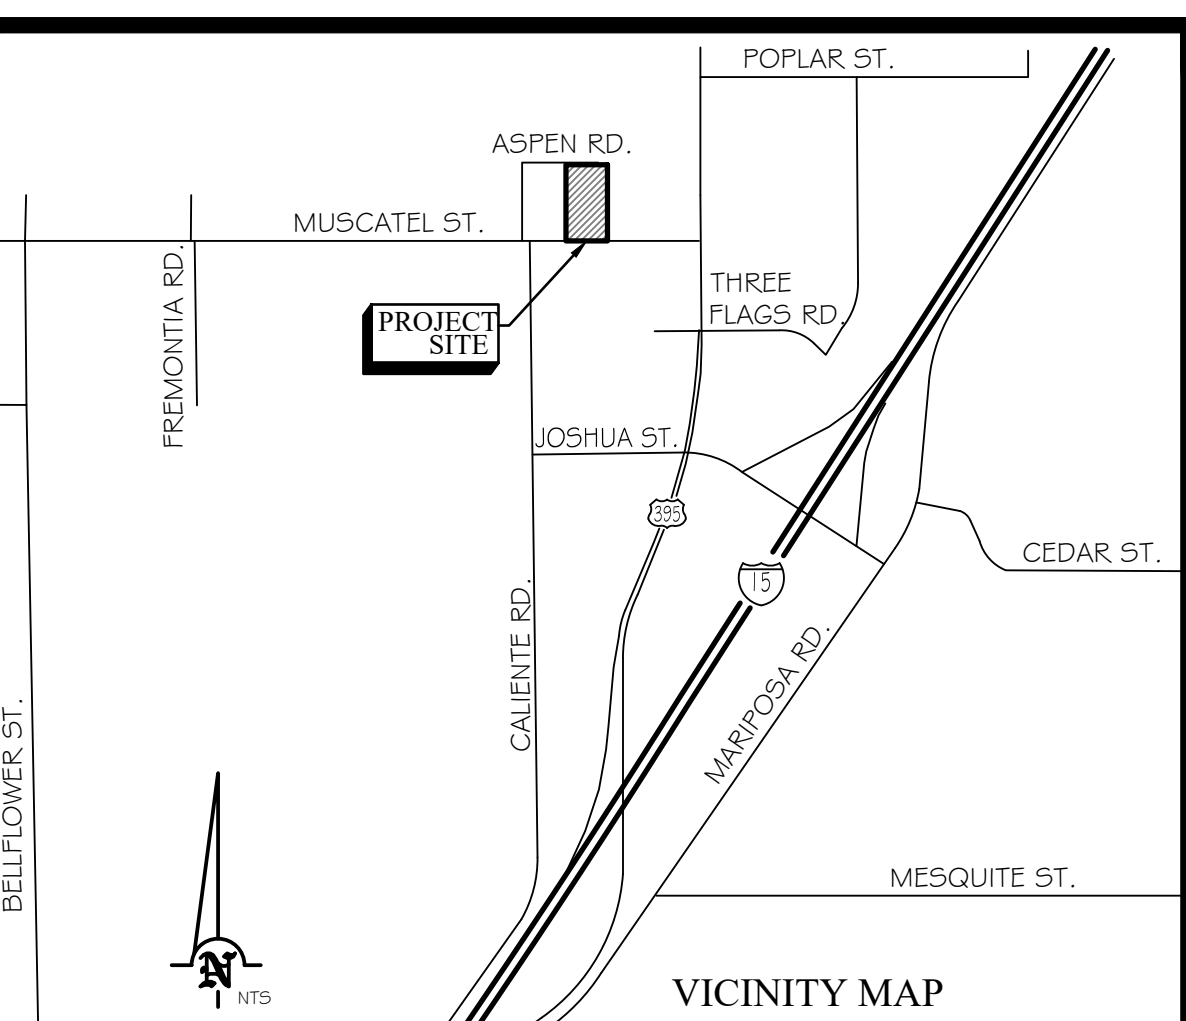 POPLAR ST.
ASPEN RD.
MUSCATEL ST.
FREMONTIA RD.
THREE
FLAGS RD.
PROJECT
SITE
JOSHUA ST.
395
CEDAR ST.
15
CALIENTE RD.
MARIPOSA RD.
BELLFLOWER ST.
MESQUITE ST.
N
NTS
VICINITY MAP